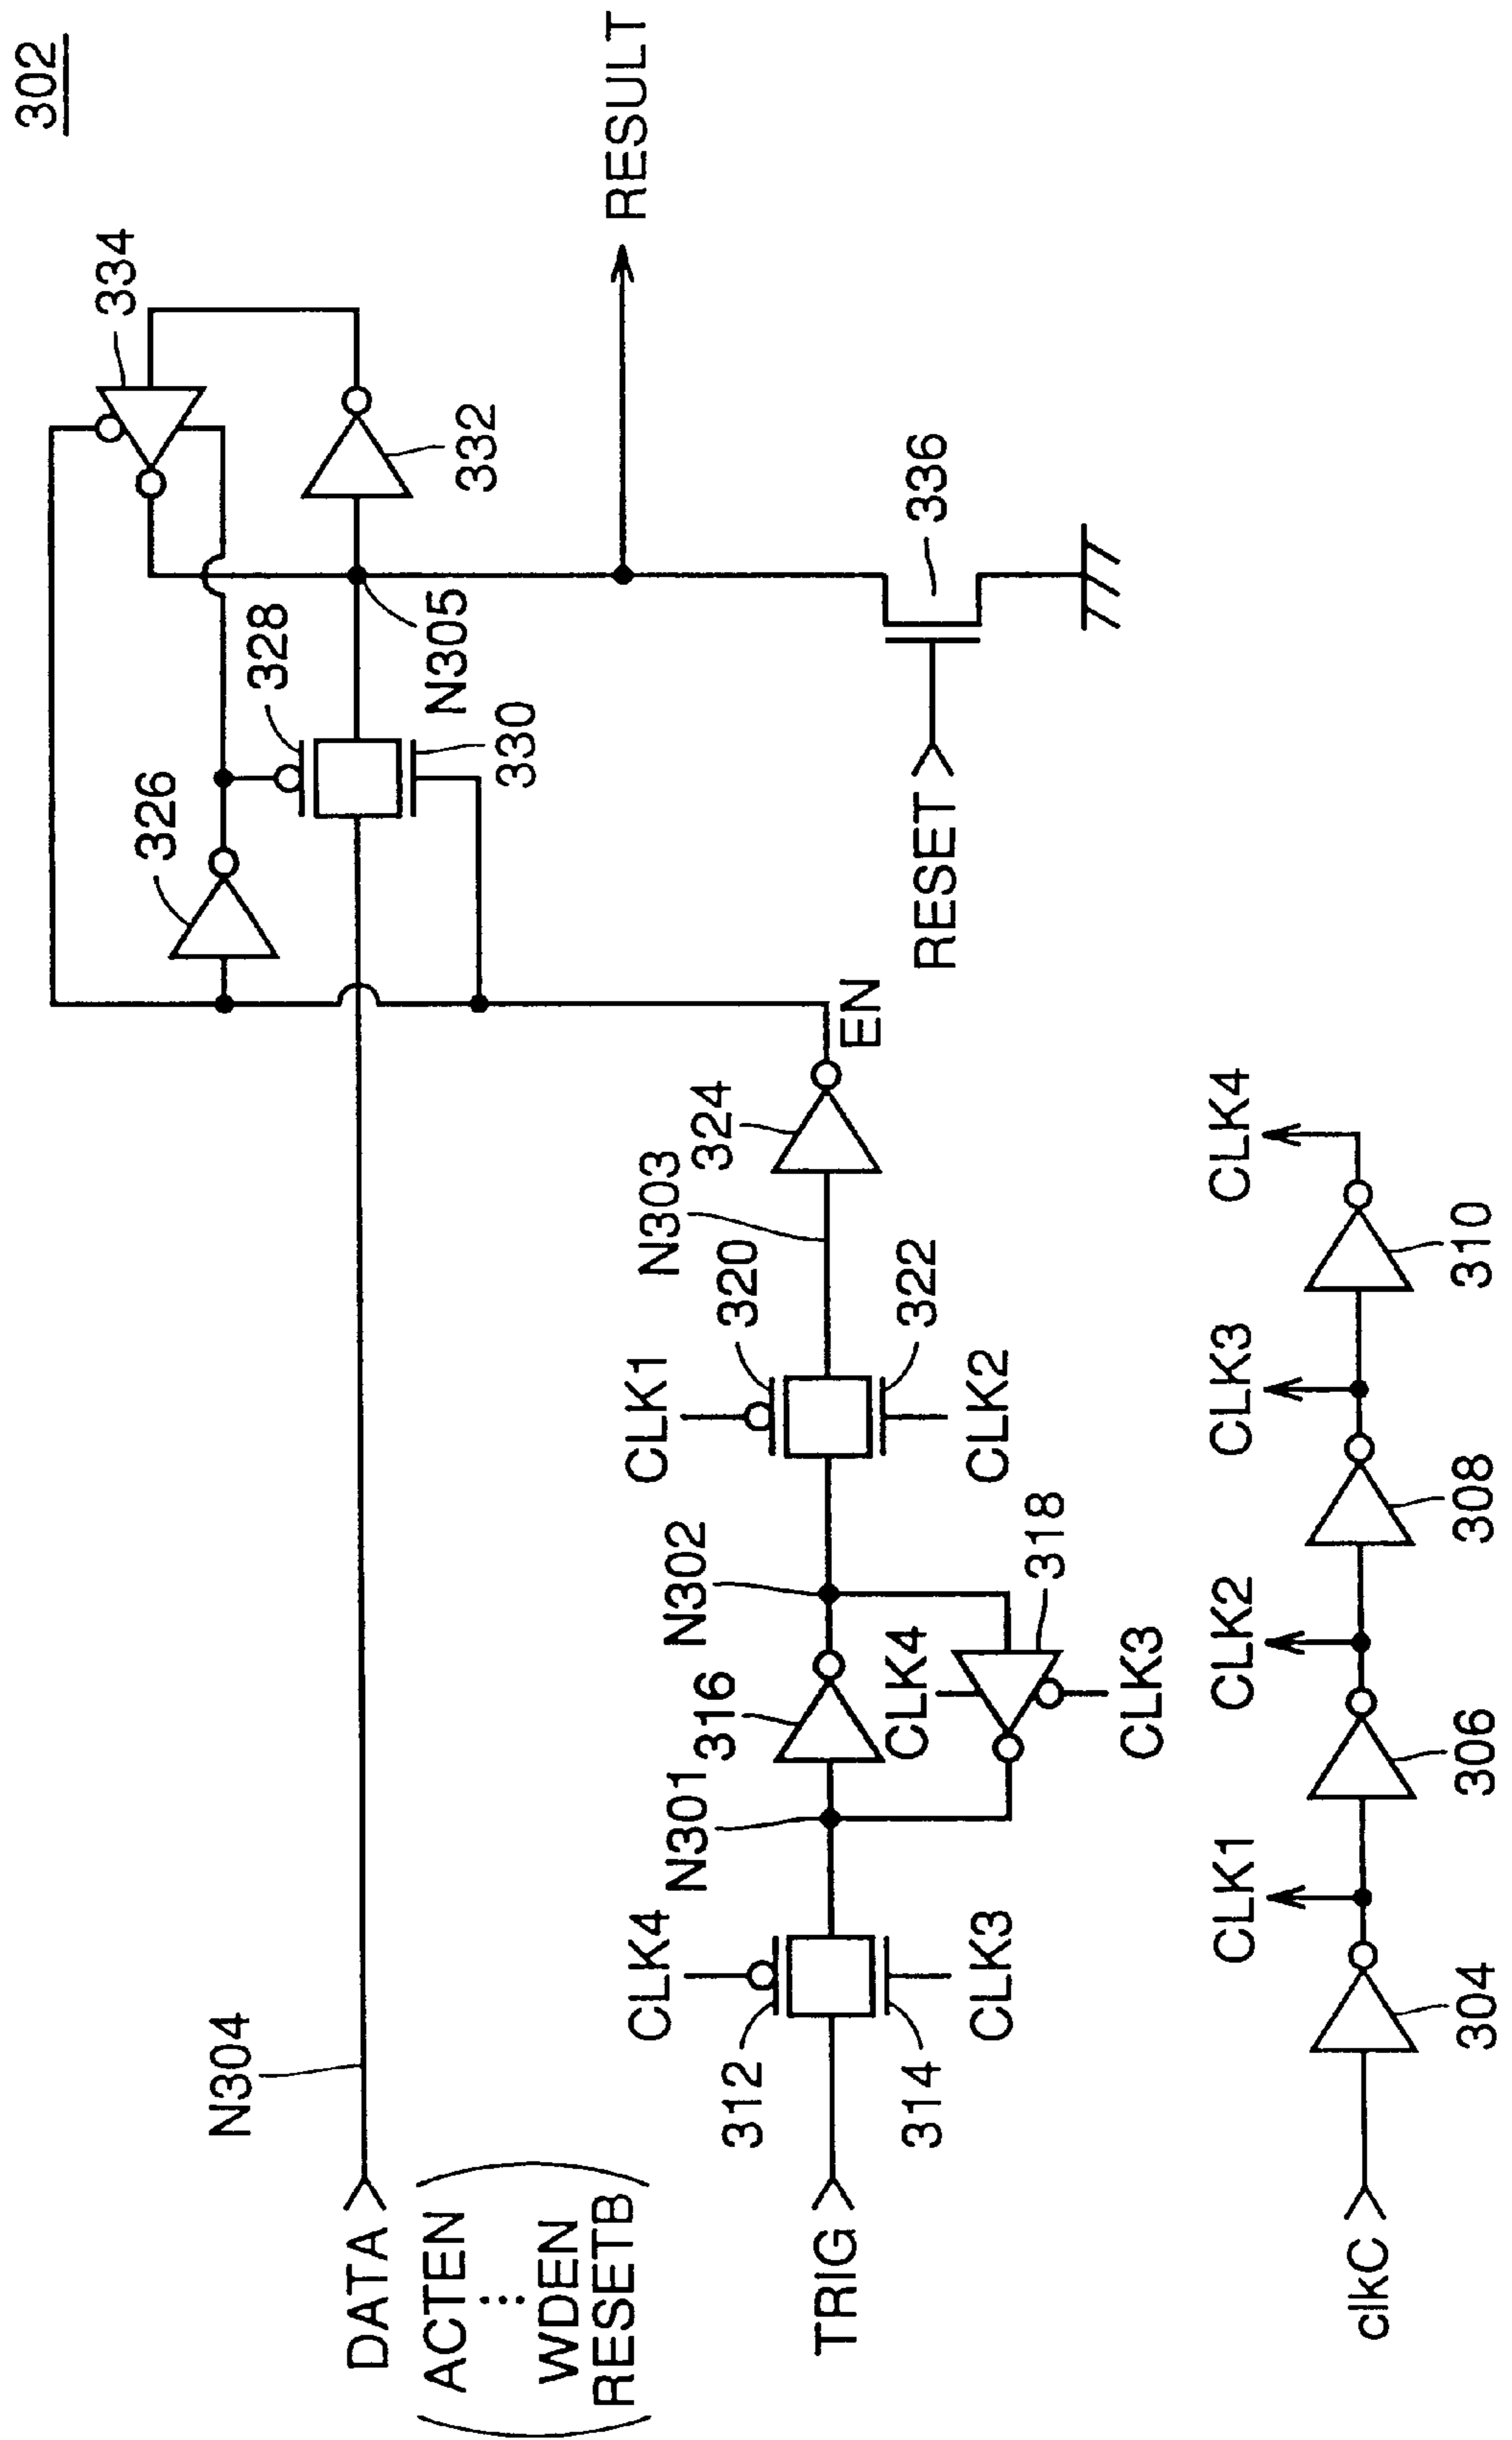 302
334
332
328
N305
330
326
RESULT
336
RESET
EN
324
N303
320
322
CLK1
CLK2
N302
318
316
CLK4
CLK3
N301
CLK4
CLK3
312
314
N304
DATA
ACTEN
⋮
WDEN
RESETB
TRIG
clkC
304
CLK1
306
CLK2
308
CLK3
310
CLK4